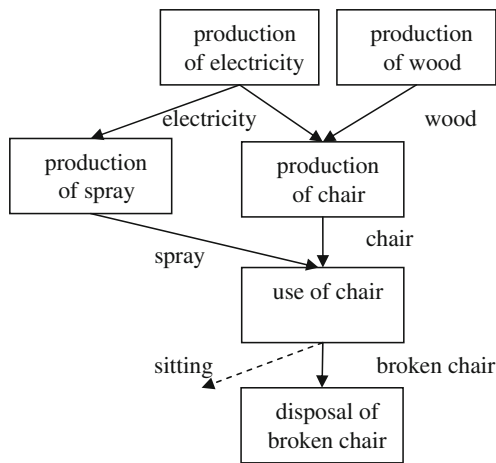 production
of electricity
production
of wood
electricity
wood
production
of spray
production
of chair
spray
chair
use of chair
sitting
broken chair
disposal of
broken chair